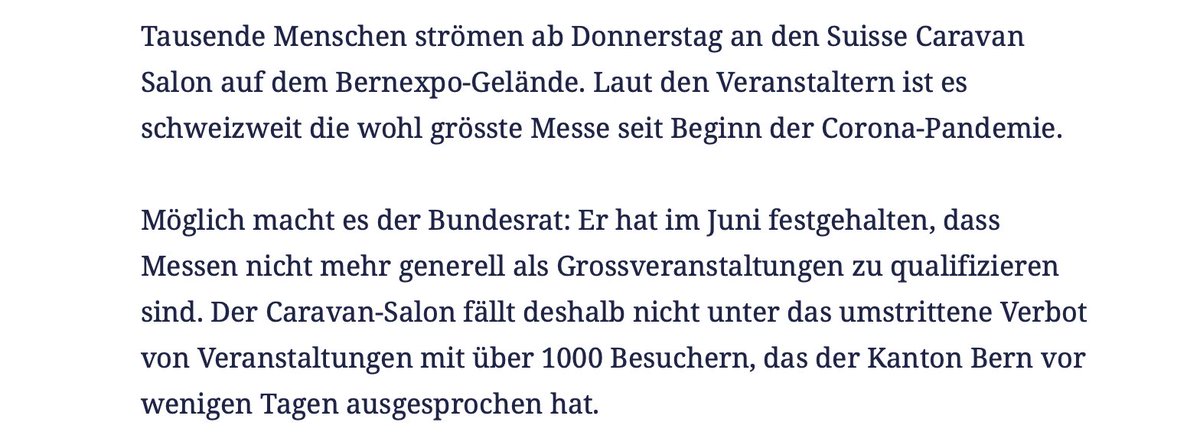 Tausende Menschen strömen ab Donnerstag an den Suisse Caravan
Salon auf dem Bernexpo-Gelände. Laut den Veranstaltern ist es
schweizweit die wohl grösste Messe seit Beginn der Corona-Pandemie.
Möglich macht es der Bundesrat: Er hat im Juni festgehalten, dass
Messen nicht mehr generell als Grossveranstaltungen zu qualifizieren
sind. Der Caravan-Salon fällt deshalb nicht unter das umstrittene Verbot
von Veranstaltungen mit über 1000 Besuchern, das der Kanton Bern vor
wenigen Tagen ausgesprochen hat.